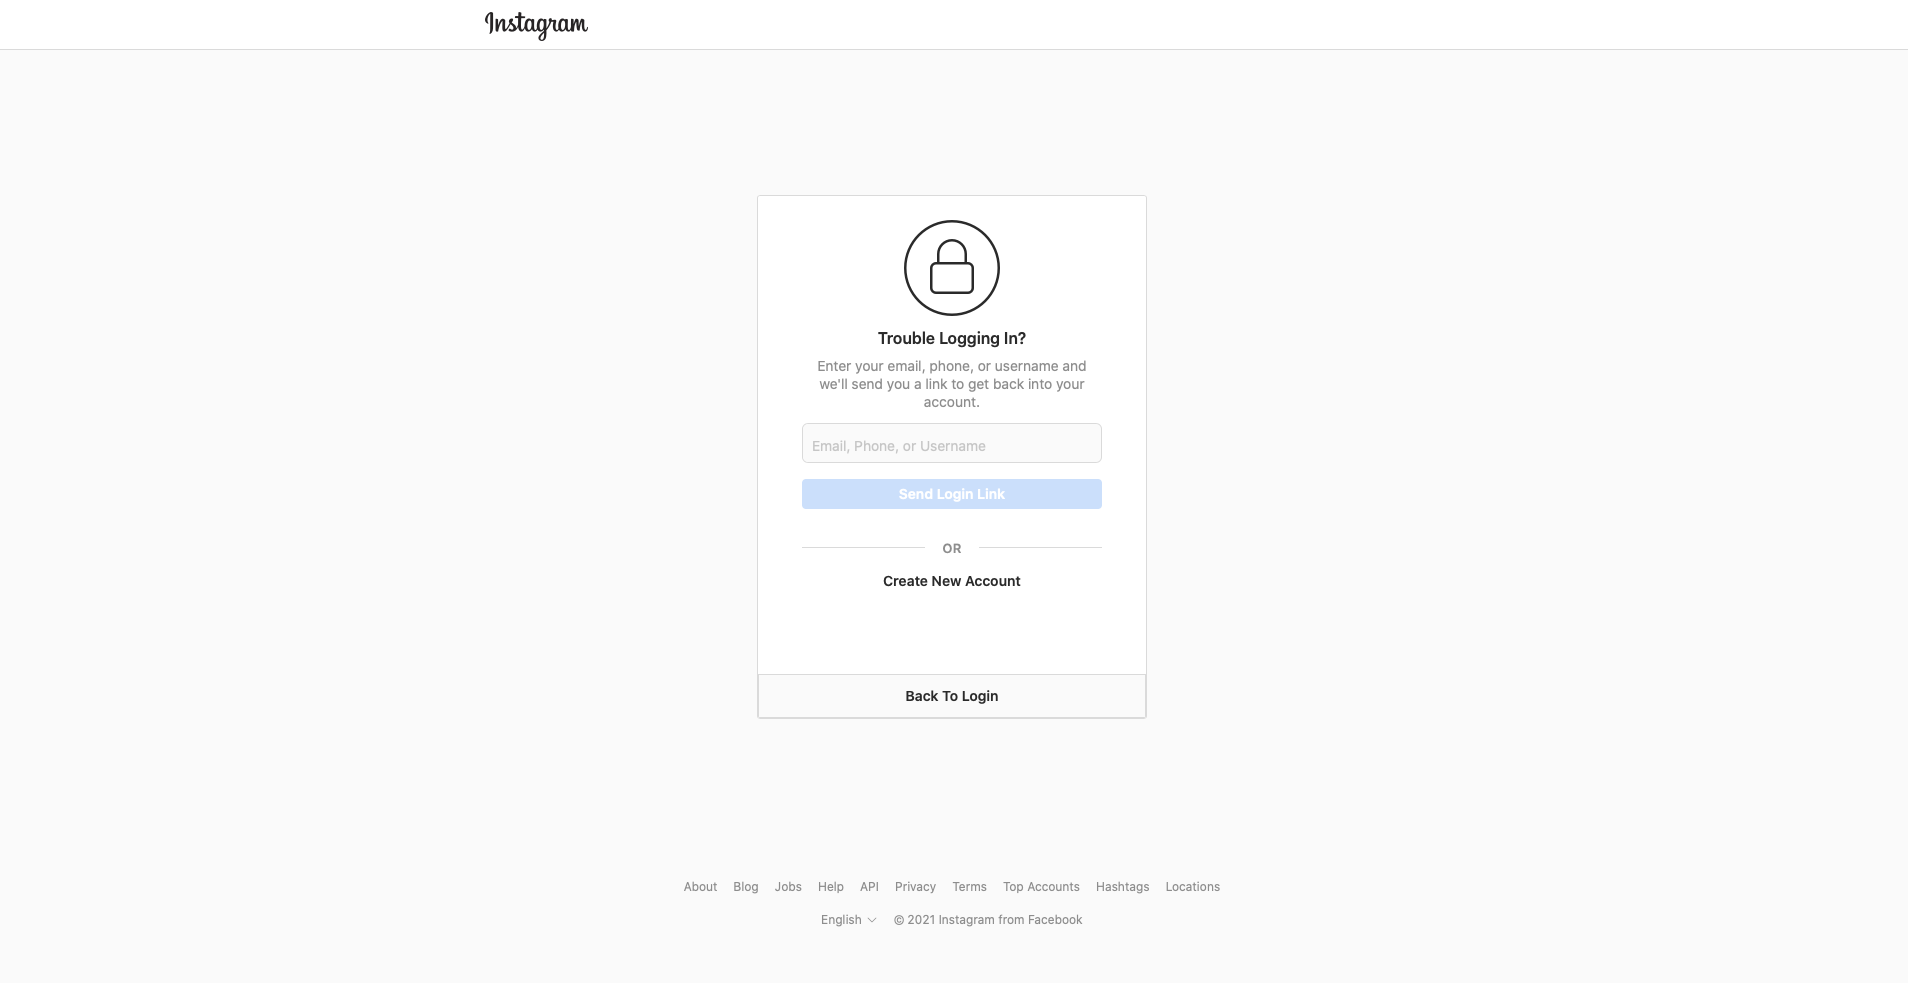 Instagram
Trouble Logging In?
Enter your email, phone, or username and
we'll send you a link to get back into your
account.
Email, Phone, or Username
Send Login Link
OR
Create New Account
Back To Login
About Blog Jobs Help API Privacy Terms Top Accounts Hashtags Locations
English © 2021 Instagram from Facebook